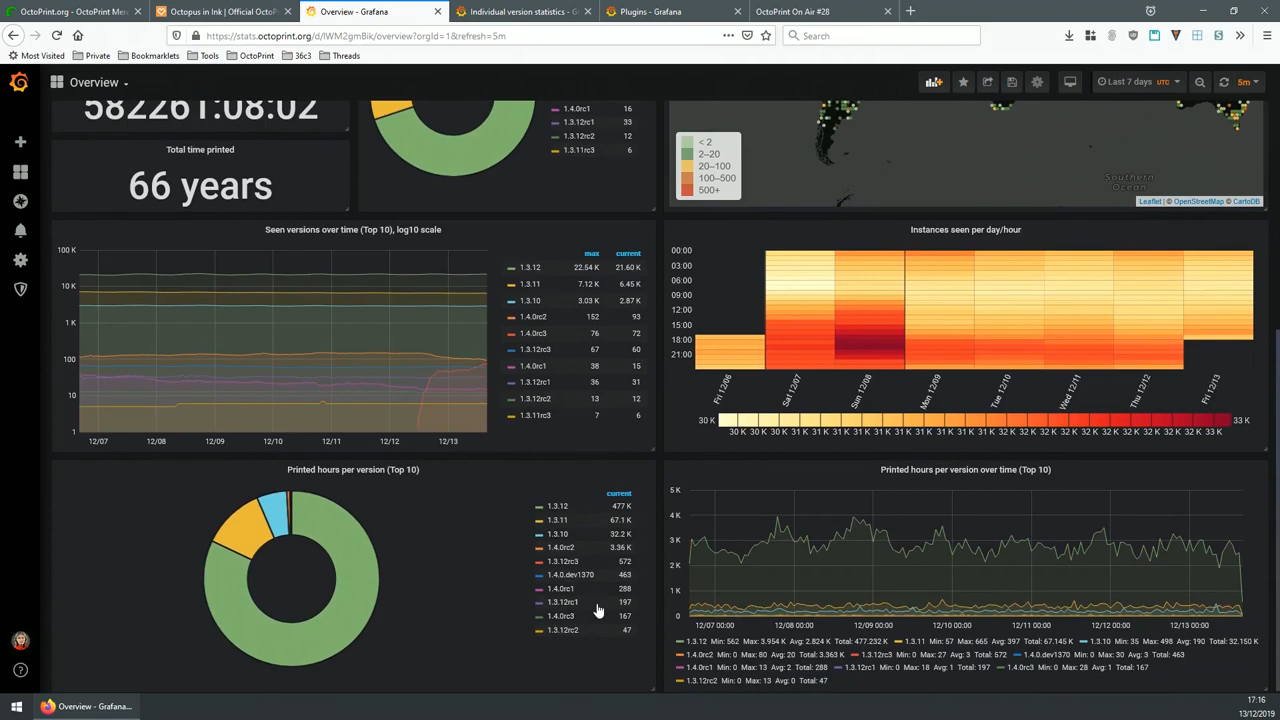 OctoPrint.org - OctoPrint Merc
Octopus in Ink | Official OctoP
Overview - Grafana
Individual version statistics - G
Plugins - Grafana
OctoPrint On Air #28
https://stats.octoprint.org/d/IWM2gmBik/overview?orgId=1&refresh=5m
Search
Most Visited
Private
Bookmarklets
Tools
OctoPrint
36c3
Threads
Overview
Last 7 days UTC
5m
582261:08:02
1.4.0rc1 16
1.3.12rc1 33
1.3.12rc2 12
1.3.11rc3 6
Total time printed
66 years
< 2
2–20
20–100
100–500
500+
Southern
Ocean
Leaflet | © OpenStreetMap © CartoDB
Seen versions over time (Top 10), log10 scale
100 K
10 K
1 K
100
10
1
12/07 12/08 12/09 12/10 12/11 12/12 12/13
max current
1.3.12 22.54 K 21.60 K
1.3.11 7.12 K 6.45 K
1.3.10 3.03 K 2.87 K
1.4.0rc2 152 93
1.4.0rc3 76 72
1.3.12rc3 67 60
1.4.0rc1 38 15
1.3.12rc1 36 31
1.3.12rc2 13 12
1.3.11rc3 7 6
Instances seen per day/hour
00:00
03:00
06:00
09:00
12:00
15:00
18:00
21:00
Fri 12/06 Sat 12/07 Sun 12/08 Mon 12/09 Tue 12/10 Wed 12/11 Thu 12/12 Fri 12/13
30 K 33 K
30 K 30 K 30 K 30 K 31 K 31 K 31 K 31 K 31 K 31 K 31 K 31 K 31 K 32 K 32 K 32 K 32 K 32 K 32 K 32 K 32 K 33 K
Printed hours per version (Top 10)
current
1.3.12 477 K
1.3.11 67.1 K
1.3.10 32.2 K
1.4.0rc2 3.36 K
1.3.12rc3 572
1.4.0.dev1370 463
1.4.0rc1 288
1.3.12rc1 197
1.4.0rc3 167
1.3.12rc2 47
Printed hours per version over time (Top 10)
5 K
4 K
3 K
2 K
1 K
0
12/07 00:00 12/08 00:00 12/09 00:00 12/10 00:00 12/11 00:00 12/12 00:00 12/13 00:00
1.3.12 Min: 562 Max: 3.954 K Avg: 2.824 K Total: 477.232 K 1.3.11 Min: 57 Max: 665 Avg: 397 Total: 67.145 K 1.3.10 Min: 35 Max: 498 Avg: 190 Total: 32.150 K
1.4.0rc2 Min: 0 Max: 80 Avg: 20 Total: 3.363 K 1.3.12rc3 Min: 0 Max: 27 Avg: 3 Total: 572 1.4.0.dev1370 Min: 0 Max: 30 Avg: 3 Total: 463
1.4.0rc1 Min: 0 Max: 13 Avg: 2 Total: 288 1.3.12rc1 Min: 0 Max: 18 Avg: 1 Total: 197 1.4.0rc3 Min: 0 Max: 28 Avg: 1 Total: 167
1.3.12rc2 Min: 0 Max: 13 Avg: 0 Total: 47
Overview - Grafana...
17:16
13/12/2019